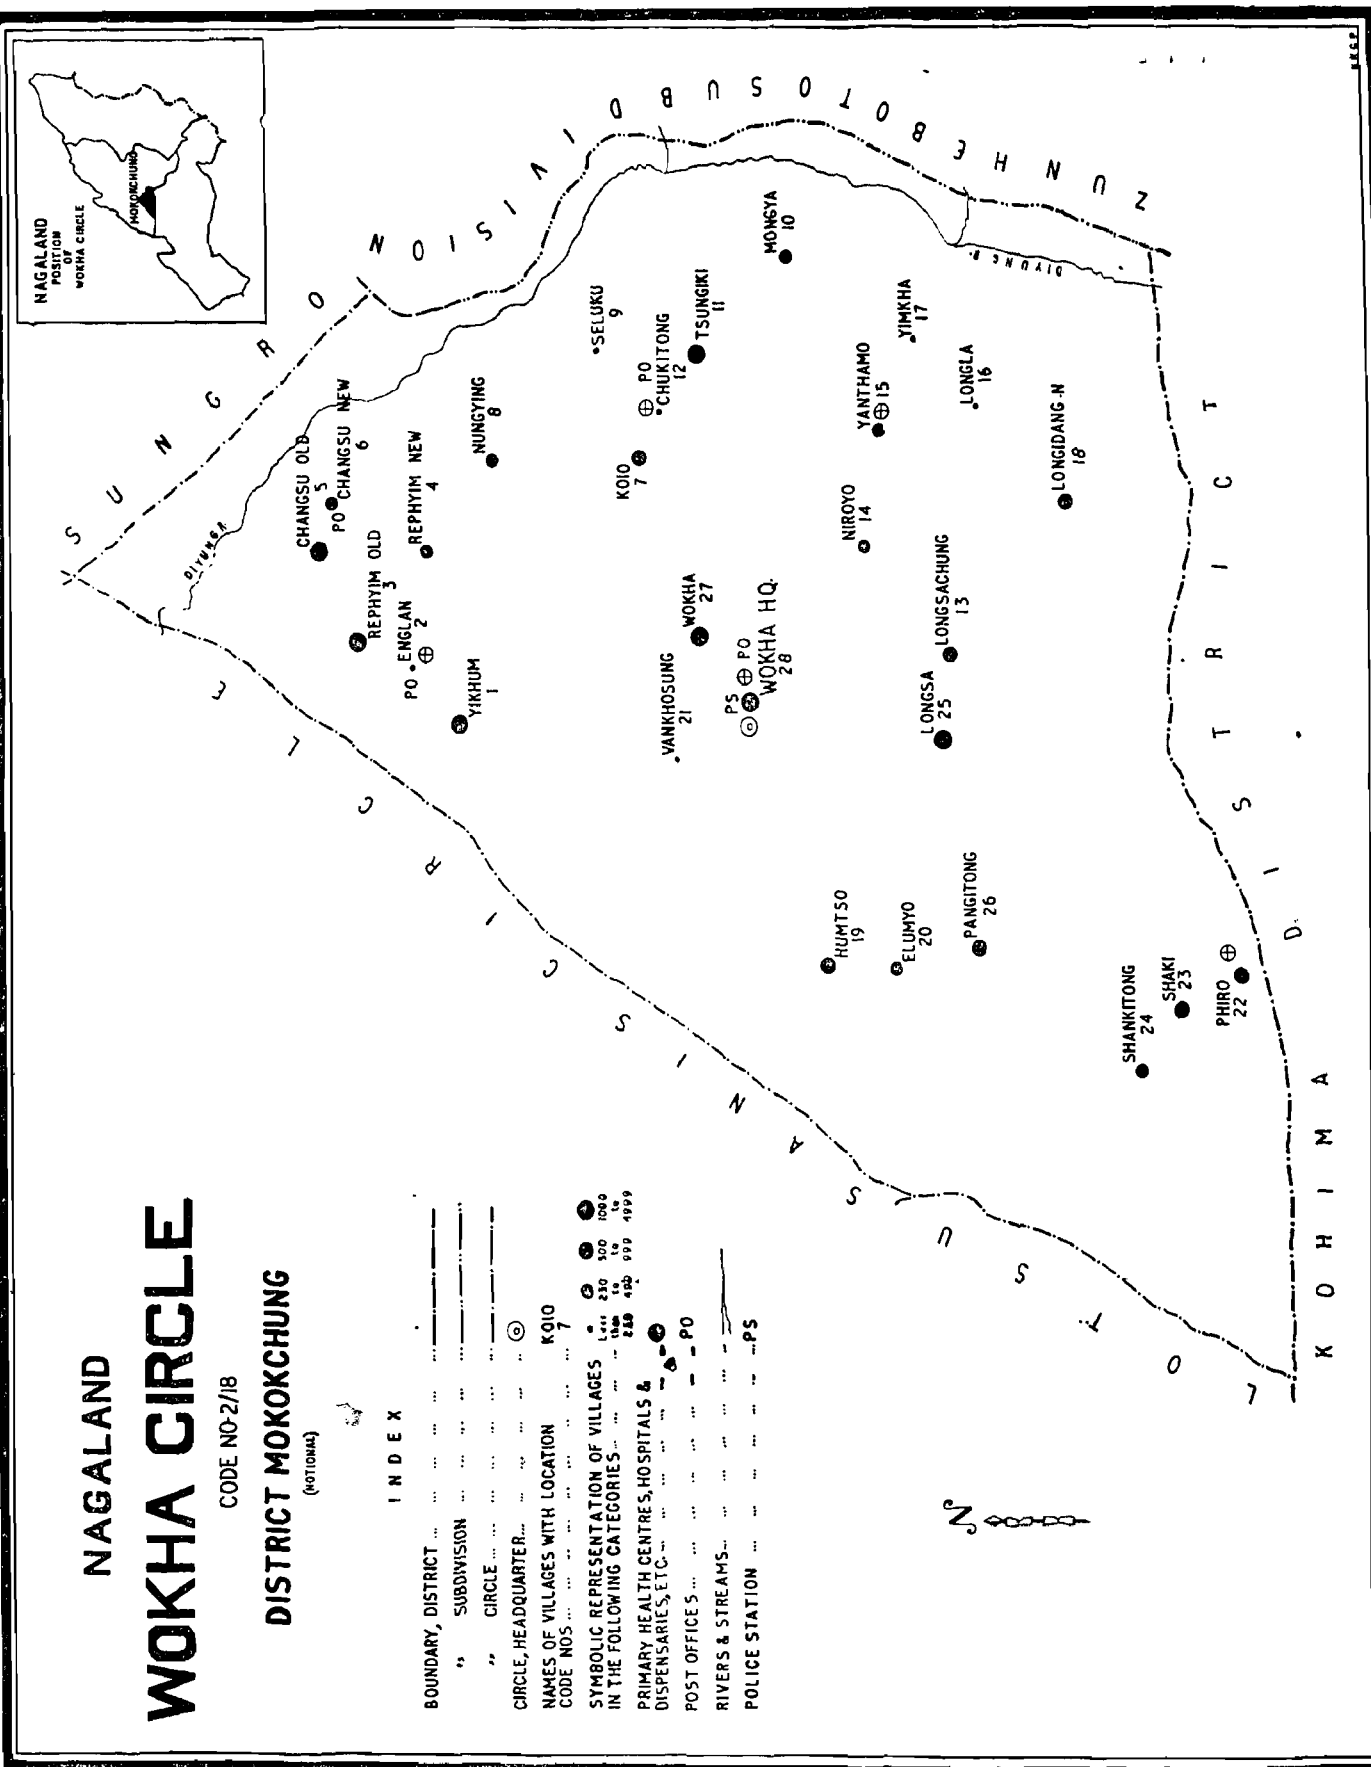 NAGALAND
WOKHA CIRCLE
CODE NO-2/18
DISTRICT MOKOKCHUNG
(NOTIONAL)
INDEX
BOUNDARY, DISTRICT
" SUBDIVISION
" CIRCLE
CIRCLE, HEADQUARTER
NAMES OF VILLAGES WITH LOCATION KOIO
CODE NOS 7
SYMBOLIC REPRESENTATION OF VILLAGES
IN THE FOLLOWING CATEGORIES
500 to 999
1000 to 4999
PRIMARY HEALTH CENTRES, HOSPITALS &
DISPENSARIES, ETC.
POST OFFICES PO
RIVERS & STREAMS
POLICE STATION PS
N
NAGALAND
POSITION
OF
WOKHA CIRCLE
MOKOKCHUNG
SUNGRO
ZUNHEBOTO SUBDIVISION
KOHIMA DISTRICT
LOTSU SANIS CIRCLE
DIYUNG R.
DIYUNG R.
CHANGSU OLD
5
PO CHANGSU NEW
6
REPHYIM OLD
3
REPHYIM NEW
4
PO ENGLAN
2
YIKHUM
1
NUNGYING
8
SELUKU
9
PO
CHUKITONG
12
TSUNGIKI
11
KOIO
7
MONGYA
10
VANKHOSUNG
21
WOKHA
27
PS PO
WOKHA HQ.
28
YANTHAMO
15
YIMKHA
17
LONGLA
16
NIROYO
14
LONGIDANG-N
18
LONGSACHUNG
13
LONGSA
25
HUMTSO
19
ELUMYO
20
PANGITONG
26
SHANKITONG
24
SHAKI
23
PHIRO
22